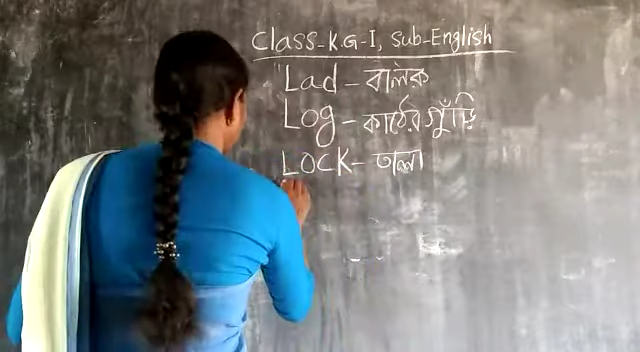 Class-K.G-I, Sub-English
Lad - বালক
Log - কাঠের গুঁড়ি
LOCK - তালা